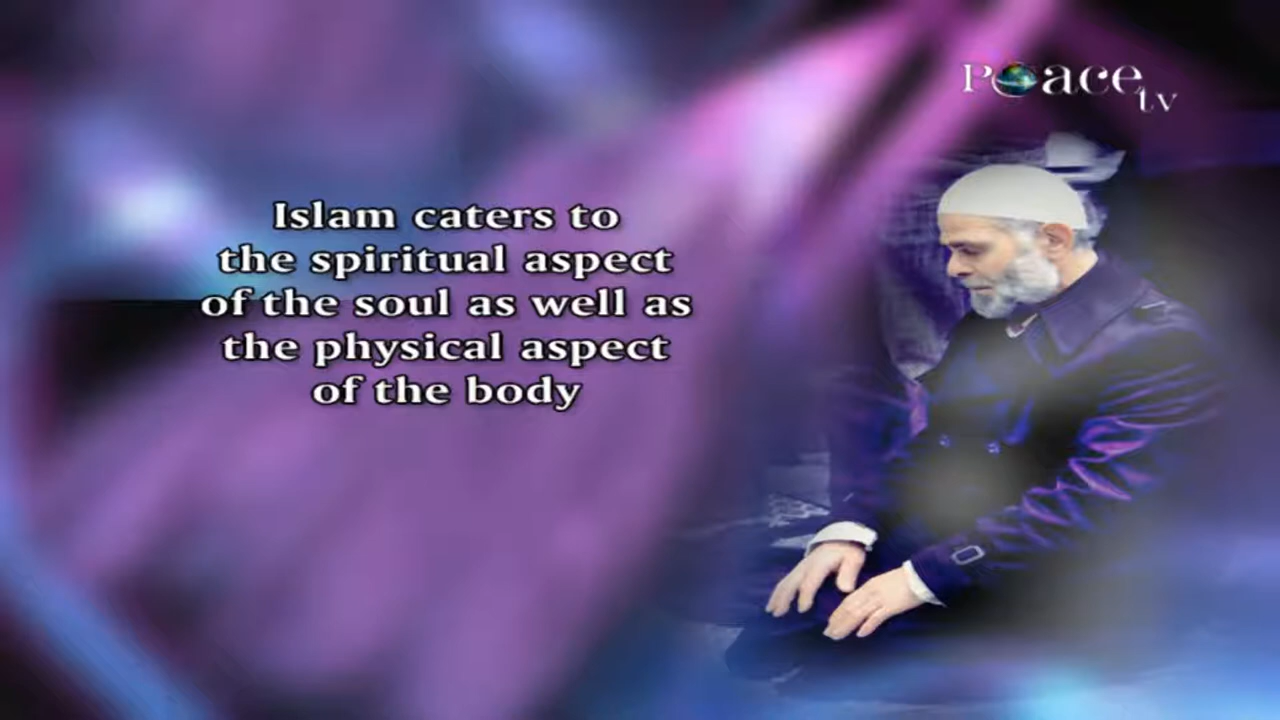 Peace tv
Islam caters to
the spiritual aspect
of the soul as well as
the physical aspect
of the body